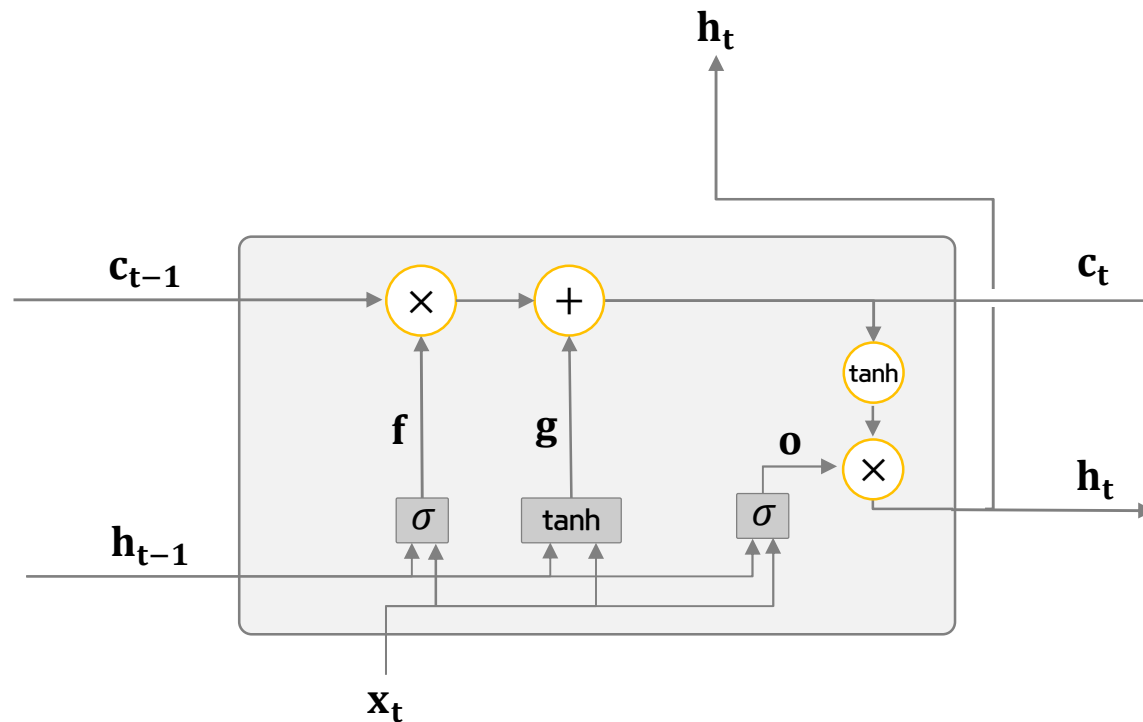 h_t
c_{t−1}
×
+
c_t
tanh
f
g
o
×
h_t
σ
tanh
σ
h_{t−1}
x_t